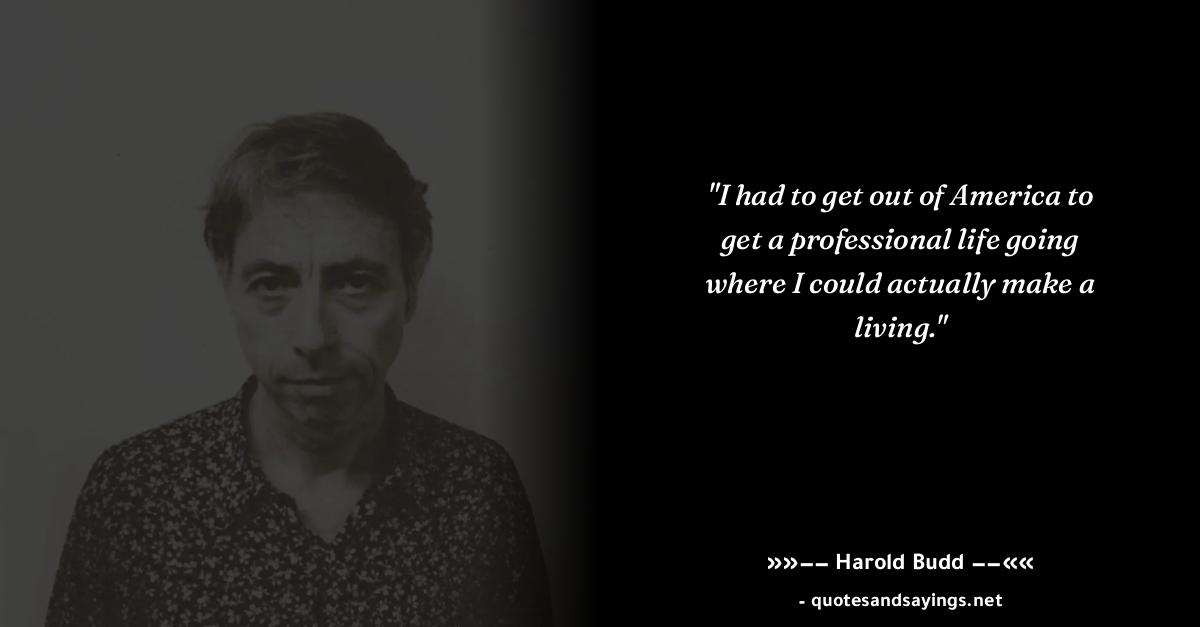 "I had to get out of America to
get a professional life going
where I could actually make a
living."
»»–– Harold Budd ––««
- quotesandsayings.net